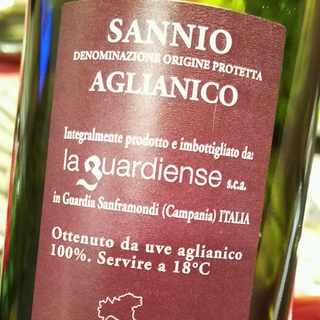 SANNIO
DENOMINAZIONE ORIGINE PROTETTA
AGLIANICO
Integralmente prodotto e imbottigliato da:
la guardiense s.c.a.
in Guardia Sanframondi (Campania) ITALIA
Ottenuto da uve aglianico
100%. Servire a 18°C